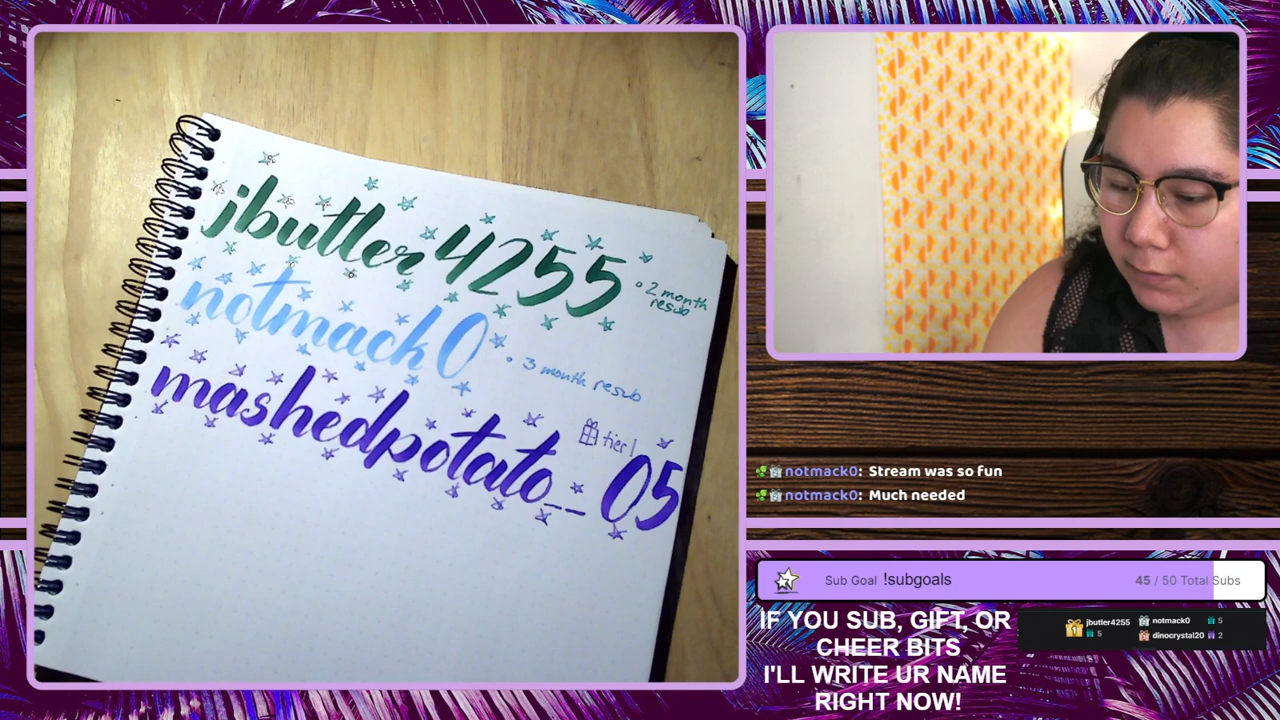 jbutler4255
• 2 month
resub
notmack0
• 3 month resub
tier 1
mashedpotato__05
notmack0: Stream was so fun
notmack0: Much needed
Sub Goal !subgoals 45 / 50 Total Subs
IF YOU SUB, GIFT, OR
CHEER BITS
I'LL WRITE UR NAME
RIGHT NOW!
1 jbutler4255
5
notmack0 5
dinocrystal20 2